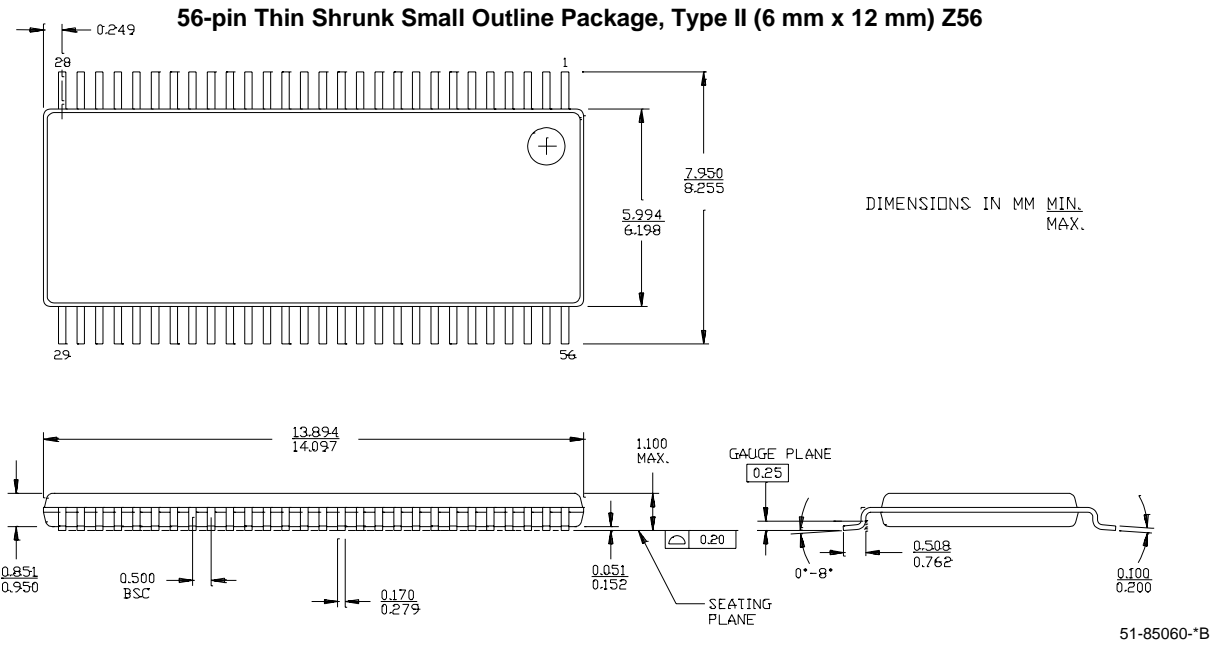 56-pin Thin Shrunk Small Outline Package, Type II (6 mm x 12 mm) Z56
0.249
28
1
7.950
8.255
5.994
6.198
DIMENSIONS IN MM MIN.
MAX.
29
56
13.894
14.097
1.100
MAX.
GAUGE PLANE
0.25
0.20
0.851
0.950
0.500
BSC
0.170
0.279
0.051
0.152
SEATING
PLANE
0°-8°
0.508
0.762
0.100
0.200
51-85060-*B